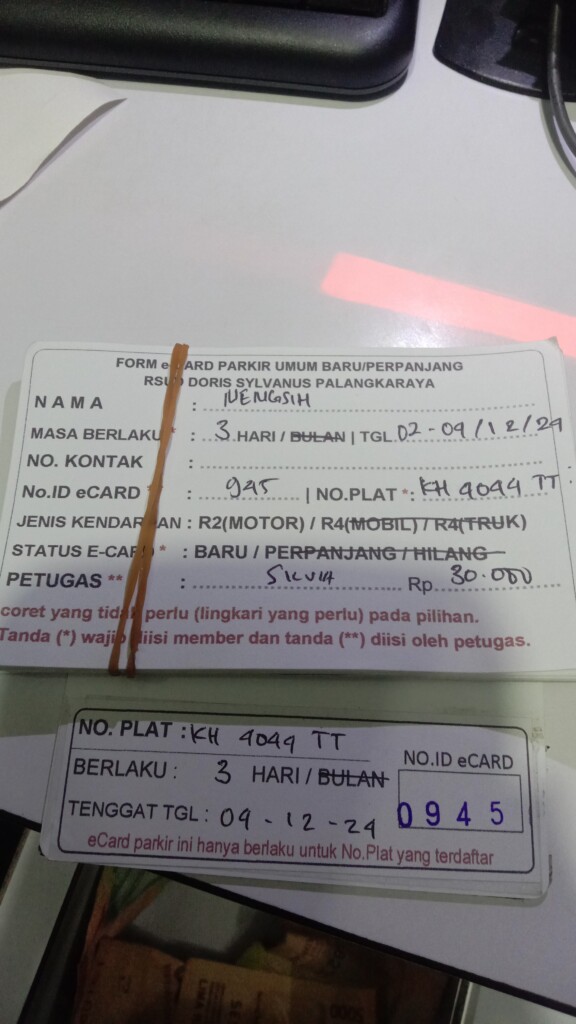 FORM eCARD PARKIR UMUM BARU/PERPANJANG
RSUD DORIS SYLVANUS PALANGKARAYA
NAMA : NENGSIH
MASA BERLAKU * : 3 HARI / BULAN | TGL 02-09/12/24
NO. KONTAK :
No.ID eCARD * : 945 | NO.PLAT *: KH 4044 TT
JENIS KENDARAAN : R2(MOTOR) / R4(MOBIL) / R4(TRUK)
STATUS E-CARD * : BARU / PERPANJANG / HILANG
PETUGAS ** : SILVIA Rp 30.000
coret yang tidak perlu (lingkari yang perlu) pada pilihan.
Tanda (*) wajib diisi member dan tanda (**) diisi oleh petugas.
NO. PLAT : KH 4044 TT
NO.ID eCARD
BERLAKU : 3 HARI / BULAN
0945
TENGGAT TGL : 09-12-24
eCard parkir ini hanya berlaku untuk No.Plat yang terdaftar